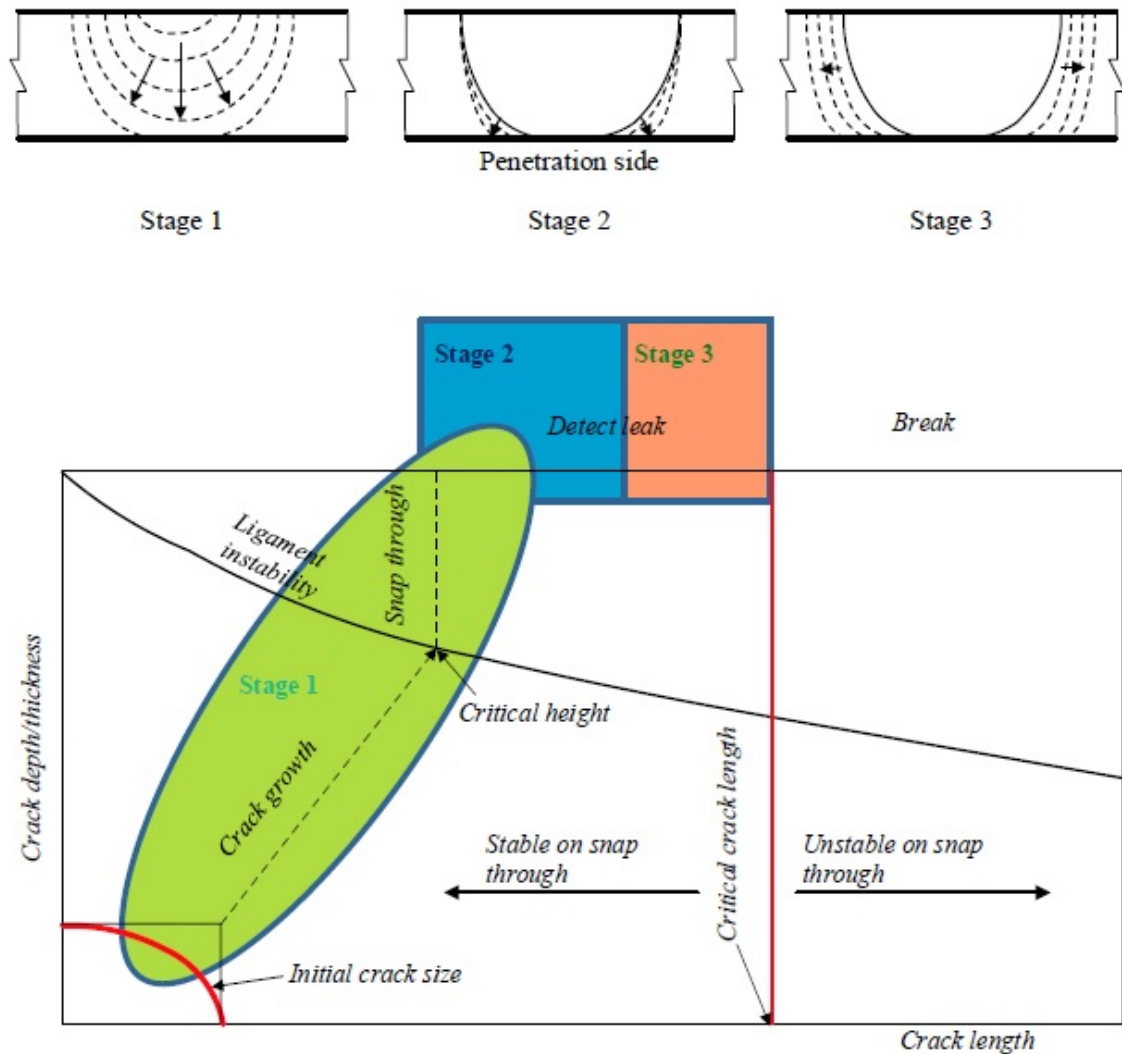 Penetration side
Stage 1
Stage 2
Stage 3
Stage 2
Stage 3
Detect leak
Break
Ligament
instability
Snap through
Stage 1
Critical height
Crack depth/thickness
Crack growth
Critical crack length
Stable on snap
through
Unstable on snap
through
Initial crack size
Crack length